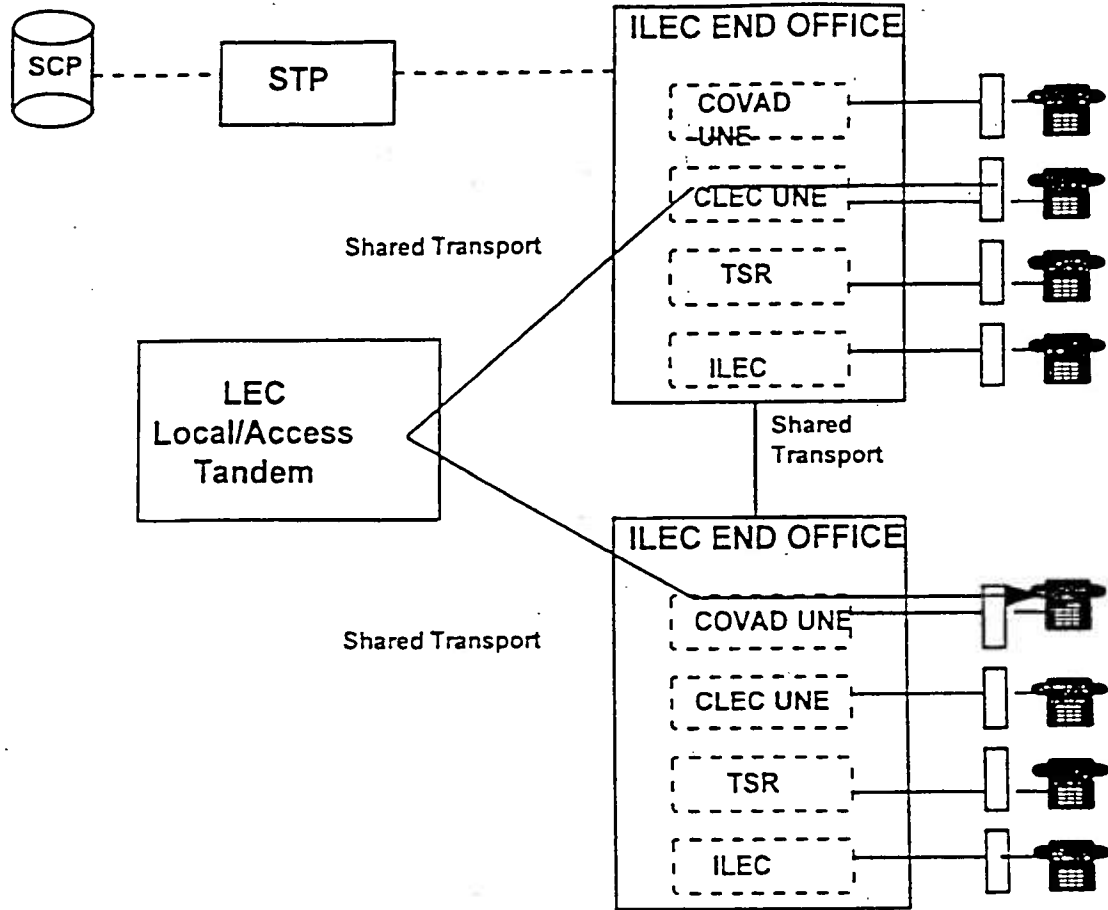 ILEC END OFFICE
SCP
STP
COVAD
UNE
CLEC UNE
Shared Transport
TSR
ILEC
LEC
Local/Access
Tandem
Shared
Transport
ILEC END OFFICE
COVAD UNE
Shared Transport
CLEC UNE
TSR
ILEC